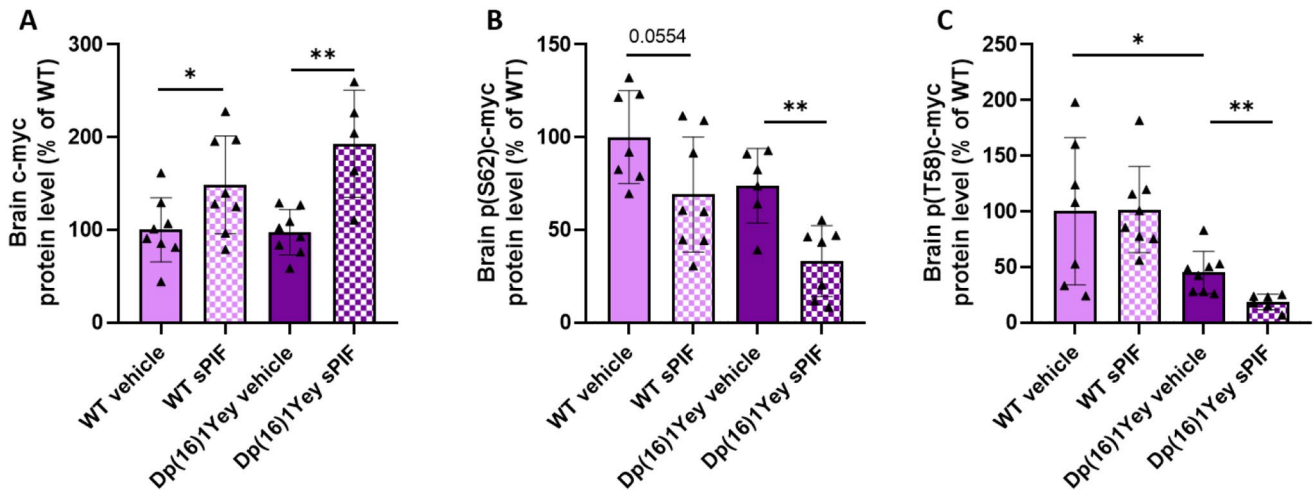 A
Brain c-myc
protein level (% of WT)
300
200
100
0
*
**
WT vehicle
WT sPIF
Dp(16)1Yey vehicle
Dp(16)1Yey sPIF
B
Brain p(S62)c-myc
protein level (% of WT)
150
100
50
0
0.0554
**
WT vehicle
WT sPIF
Dp(16)1Yey vehicle
Dp(16)1Yey sPIF
C
Brain p(T58)c-myc
protein level (% of WT)
250
200
150
100
50
0
*
**
WT vehicle
WT sPIF
Dp(16)1Yey vehicle
Dp(16)1Yey sPIF